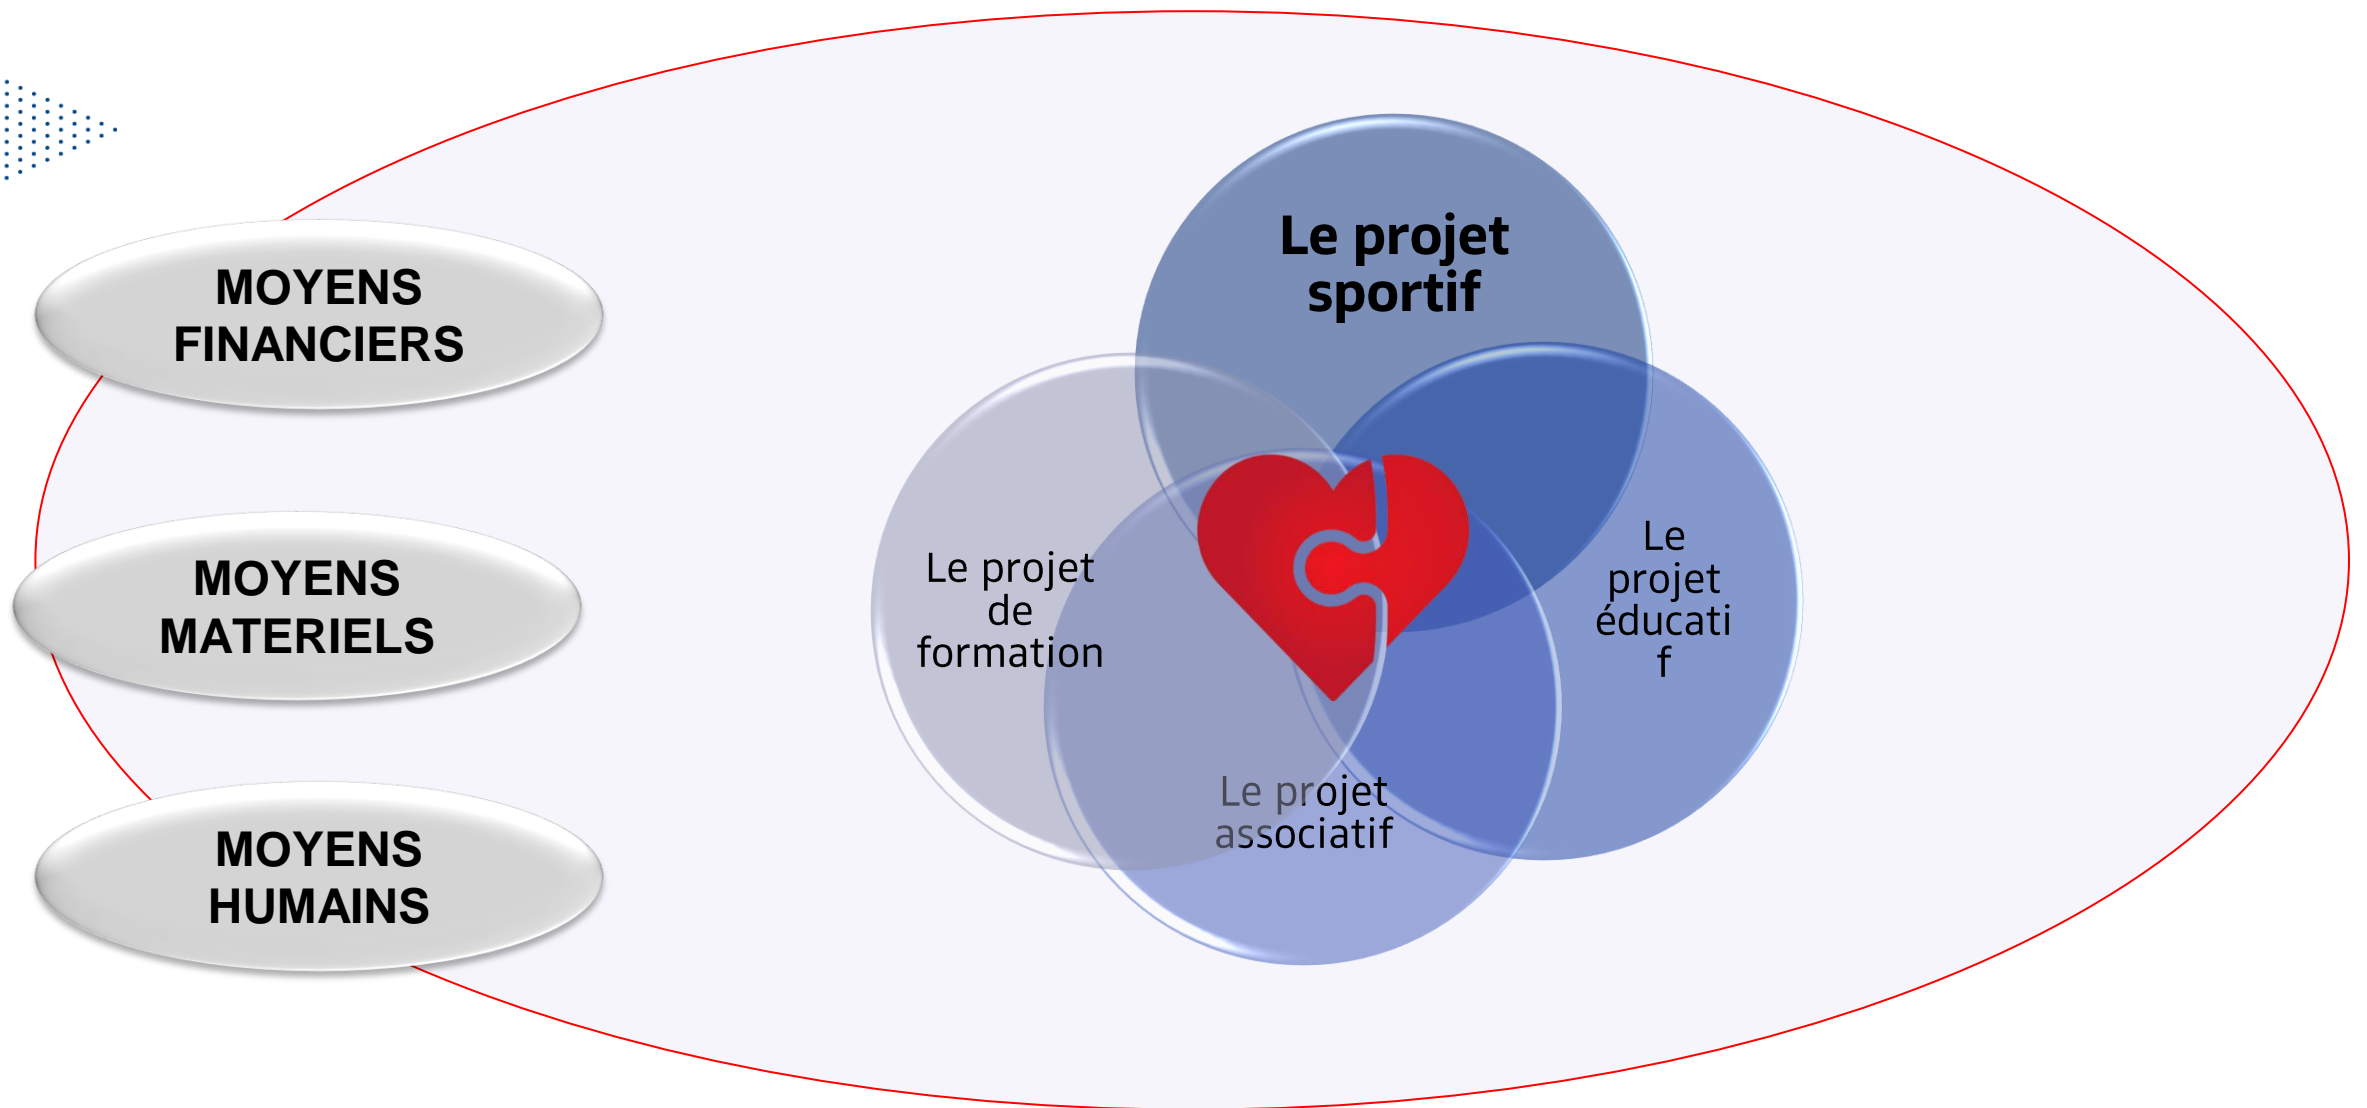 MOYENS
FINANCIERS
MOYENS
MATERIELS
MOYENS
HUMAINS
Le projet
sportif
Le projet
de
formation
Le
projet
éducati
f
Le projet
associatif